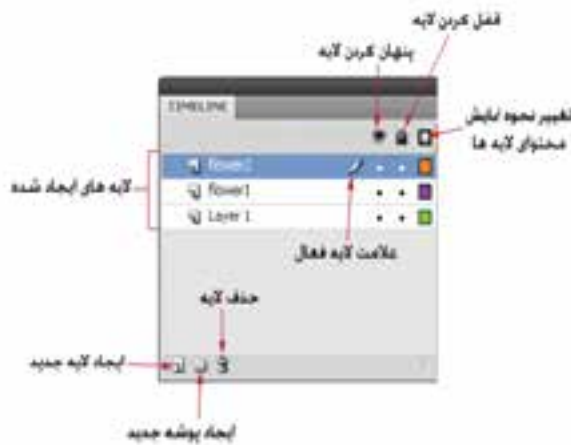 قفل کردن لایه
پنهان کردن لایه
تغییر نحوه نمایش
محتوای لایه ها
TIMELINE
لایه های ایجاد شده
flower2
flower1
Layer 1
علامت لایه فعال
حذف لایه
ایجاد لایه جدید
ایجاد پوشه جدید